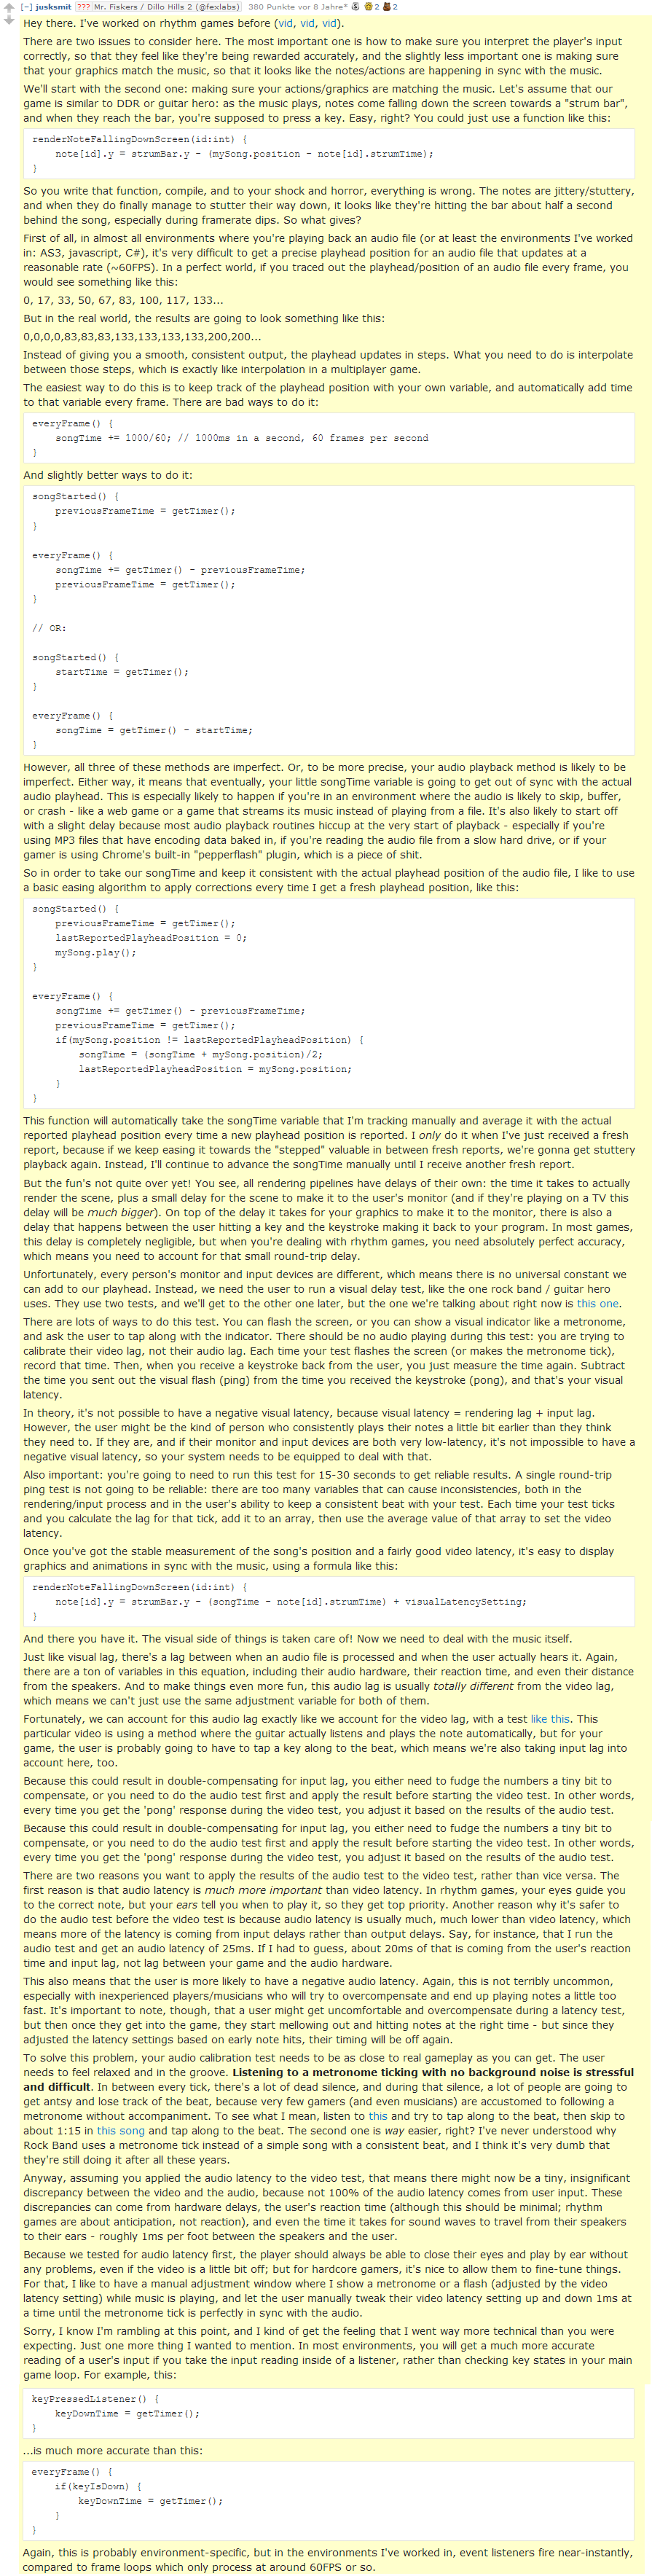 [–] jusksmit ??? Mr. Fiskers / Dillo Hills 2 (@fexlabs) 380 Punkte vor 8 Jahre* 2 2
Hey there. I've worked on rhythm games before (vid, vid, vid).
There are two issues to consider here. The most important one is how to make sure you interpret the player's input
correctly, so that they feel like they're being rewarded accurately, and the slightly less important one is making sure
that your graphics match the music, so that it looks like the notes/actions are happening in sync with the music.
We'll start with the second one: making sure your actions/graphics are matching the music. Let's assume that our
game is similar to DDR or guitar hero: as the music plays, notes come falling down the screen towards a "strum bar",
and when they reach the bar, you're supposed to press a key. Easy, right? You could just use a function like this:
renderNoteFallingDownScreen(id:int) {
note[id].y = strumBar.y - (mySong.position - note[id].strumTime);
}
So you write that function, compile, and to your shock and horror, everything is wrong. The notes are jittery/stuttery,
and when they do finally manage to stutter their way down, it looks like they're hitting the bar about half a second
behind the song, especially during framerate dips. So what gives?
First of all, in almost all environments where you're playing back an audio file (or at least the environments I've worked
in: AS3, javascript, C#), it's very difficult to get a precise playhead position for an audio file that updates at a
reasonable rate (~60FPS). In a perfect world, if you traced out the playhead/position of an audio file every frame, you
would see something like this:
0, 17, 33, 50, 67, 83, 100, 117, 133...
But in the real world, the results are going to look something like this:
0,0,0,0,83,83,83,133,133,133,133,200,200...
Instead of giving you a smooth, consistent output, the playhead updates in steps. What you need to do is interpolate
between those steps, which is exactly like interpolation in a multiplayer game.
The easiest way to do this is to keep track of the playhead position with your own variable, and automatically add time
to that variable every frame. There are bad ways to do it:
everyFrame() {
songTime += 1000/60; // 1000ms in a second, 60 frames per second
}
And slightly better ways to do it:
songStarted() {
previousFrameTime = getTimer();
}
everyFrame() {
songTime += getTimer() - previousFrameTime;
previousFrameTime = getTimer();
}
// OR:
songStarted() {
startTime = getTimer();
}
everyFrame() {
songTime = getTimer() - startTime;
}
However, all three of these methods are imperfect. Or, to be more precise, your audio playback method is likely to be
imperfect. Either way, it means that eventually, your little songTime variable is going to get out of sync with the actual
audio playhead. This is especially likely to happen if you're in an environment where the audio is likely to skip, buffer,
or crash - like a web game or a game that streams its music instead of playing from a file. It's also likely to start off
with a slight delay because most audio playback routines hiccup at the very start of playback - especially if you're
using MP3 files that have encoding data baked in, if you're reading the audio file from a slow hard drive, or if your
gamer is using Chrome's built-in "pepperflash" plugin, which is a piece of shit.
So in order to take our songTime and keep it consistent with the actual playhead position of the audio file, I like to use
a basic easing algorithm to apply corrections every time I get a fresh playhead position, like this:
songStarted() {
previousFrameTime = getTimer();
lastReportedPlayheadPosition = 0;
mySong.play();
}
everyFrame() {
songTime += getTimer() - previousFrameTime;
previousFrameTime = getTimer();
if(mySong.position != lastReportedPlayheadPosition) {
songTime = (songTime + mySong.position)/2;
lastReportedPlayheadPosition = mySong.position;
}
}
This function will automatically take the songTime variable that I'm tracking manually and average it with the actual
reported playhead position every time a new playhead position is reported. I only do it when I've just received a fresh
report, because if we keep easing it towards the "stepped" valuable in between fresh reports, we're gonna get stuttery
playback again. Instead, I'll continue to advance the songTime manually until I receive another fresh report.
But the fun's not quite over yet! You see, all rendering pipelines have delays of their own: the time it takes to actually
render the scene, plus a small delay for the scene to make it to the user's monitor (and if they're playing on a TV this
delay will be much bigger). On top of the delay it takes for your graphics to make it to the monitor, there is also a
delay that happens between the user hitting a key and the keystroke making it back to your program. In most games,
this delay is completely negligible, but when you're dealing with rhythm games, you need absolutely perfect accuracy,
which means you need to account for that small round-trip delay.
Unfortunately, every person's monitor and input devices are different, which means there is no universal constant we
can add to our playhead. Instead, we need the user to run a visual delay test, like the one rock band / guitar hero
uses. They use two tests, and we'll get to the other one later, but the one we're talking about right now is this one.
There are lots of ways to do this test. You can flash the screen, or you can show a visual indicator like a metronome,
and ask the user to tap along with the indicator. There should be no audio playing during this test: you are trying to
calibrate their video lag, not their audio lag. Each time your test flashes the screen (or makes the metronome tick),
record that time. Then, when you receive a keystroke back from the user, you just measure the time again. Subtract
the time you sent out the visual flash (ping) from the time you received the keystroke (pong), and that's your visual
latency.
In theory, it's not possible to have a negative visual latency, because visual latency = rendering lag + input lag.
However, the user might be the kind of person who consistently plays their notes a little bit earlier than they think
they need to. If they are, and if their monitor and input devices are both very low-latency, it's not impossible to have a
negative visual latency, so your system needs to be equipped to deal with that.
Also important: you're going to need to run this test for 15-30 seconds to get reliable results. A single round-trip
ping test is not going to be reliable: there are too many variables that can cause inconsistencies, both in the
rendering/input process and in the user's ability to keep a consistent beat with your test. Each time your test ticks
and you calculate the lag for that tick, add it to an array, then use the average value of that array to set the video
latency.
Once you've got the stable measurement of the song's position and a fairly good video latency, it's easy to display
graphics and animations in sync with the music, using a formula like this:
renderNoteFallingDownScreen(id:int) {
note[id].y = strumBar.y - (songTime - note[id].strumTime) + visualLatencySetting;
}
And there you have it. The visual side of things is taken care of! Now we need to deal with the music itself.
Just like visual lag, there's a lag between when an audio file is processed and when the user actually hears it. Again,
there are a ton of variables in this equation, including their audio hardware, their reaction time, and even their distance
from the speakers. And to make things even more fun, this audio lag is usually totally different from the video lag,
which means we can't just use the same adjustment variable for both of them.
Fortunately, we can account for this audio lag exactly like we account for the video lag, with a test like this. This
particular video is using a method where the guitar actually listens and plays the note automatically, but for your
game, the user is probably going to have to tap a key along to the beat, which means we're also taking input lag into
account here, too.
Because this could result in double-compensating for input lag, you either need to fudge the numbers a tiny bit to
compensate, or you need to do the audio test first and apply the result before starting the video test. In other words,
every time you get the 'pong' response during the video test, you adjust it based on the results of the audio test.
Because this could result in double-compensating for input lag, you either need to fudge the numbers a tiny bit to
compensate, or you need to do the audio test first and apply the result before starting the video test. In other words,
every time you get the 'pong' response during the video test, you adjust it based on the results of the audio test.
There are two reasons you want to apply the results of the audio test to the video test, rather than vice versa. The
first reason is that audio latency is much more important than video latency. In rhythm games, your eyes guide you
to the correct note, but your ears tell you when to play it, so they get top priority. Another reason why it's safer to
do the audio test before the video test is because audio latency is usually much, much lower than video latency, which
means more of the latency is coming from input delays rather than output delays. Say, for instance, that I run the
audio test and get an audio latency of 25ms. If I had to guess, about 20ms of that is coming from the user's reaction
time and input lag, not lag between your game and the audio hardware.
This also means that the user is more likely to have a negative audio latency. Again, this is not terribly uncommon,
especially with inexperienced players/musicians who will try to overcompensate and end up playing notes a little too
fast. It's important to note, though, that a user might get uncomfortable and overcompensate during a latency test,
but then once they get into the game, they start mellowing out and hitting notes at the right time - but since they
adjusted the latency settings based on early note hits, their timing will be off again.
To solve this problem, your audio calibration test needs to be as close to real gameplay as you can get. The user
needs to feel relaxed and in the groove. Listening to a metronome ticking with no background noise is stressful
and difficult. In between every tick, there's a lot of dead silence, and during that silence, a lot of people are going to
get antsy and lose track of the beat, because very few gamers (and even musicians) are accustomed to following a
metronome without accompaniment. To see what I mean, listen to this and try to tap along to the beat, then skip to
about 1:15 in this song and tap along to the beat. The second one is way easier, right? I've never understood why
Rock Band uses a metronome tick instead of a simple song with a consistent beat, and I think it's very dumb that
they're still doing it after all these years.
Anyway, assuming you applied the audio latency to the video test, that means there might now be a tiny, insignificant
discrepancy between the video and the audio, because not 100% of the audio latency comes from user input. These
discrepancies can come from hardware delays, the user's reaction time (although this should be minimal; rhythm
games are about anticipation, not reaction), and even the time it takes for sound waves to travel from their speakers
to their ears - roughly 1ms per foot between the speakers and the user.
Because we tested for audio latency first, the player should always be able to close their eyes and play by ear without
any problems, even if the video is a little bit off; but for hardcore gamers, it's nice to allow them to fine-tune things.
For that, I like to have a manual adjustment window where I show a metronome or a flash (adjusted by the video
latency setting) while music is playing, and let the user manually tweak their video latency setting up and down 1ms at
a time until the metronome tick is perfectly in sync with the audio.
Sorry, I know I'm rambling at this point, and I kind of get the feeling that I went way more technical than you were
expecting. Just one more thing I wanted to mention. In most environments, you will get a much more accurate
reading of a user's input if you take the input reading inside of a listener, rather than checking key states in your main
game loop. For example, this:
keyPressedListener() {
keyDownTime = getTimer();
}
...is much more accurate than this:
everyFrame() {
if(keyIsDown) {
keyDownTime = getTimer();
}
}
Again, this is probably environment-specific, but in the environments I've worked in, event listeners fire near-instantly,
compared to frame loops which only process at around 60FPS or so.